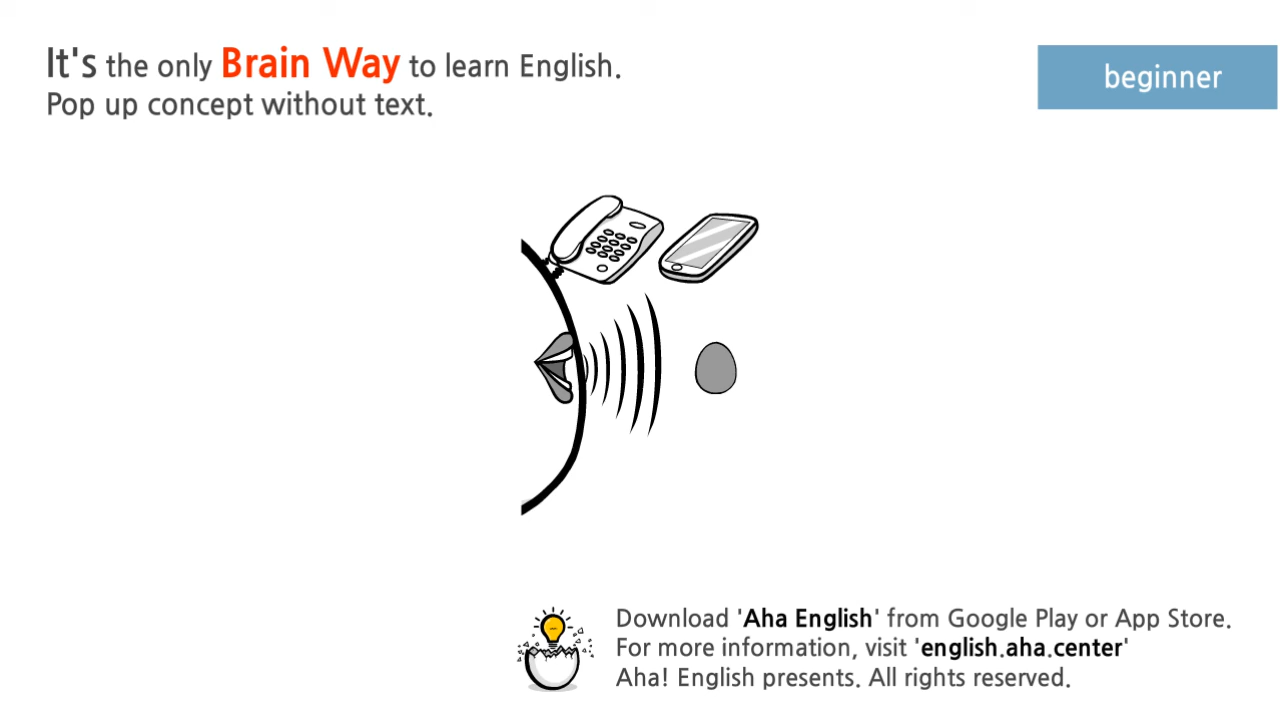 It's the only Brain Way to learn English.
Pop up concept without text.
beginner
Download 'Aha English' from Google Play or App Store.
For more information, visit 'english.aha.center'
Aha! English presents. All rights reserved.